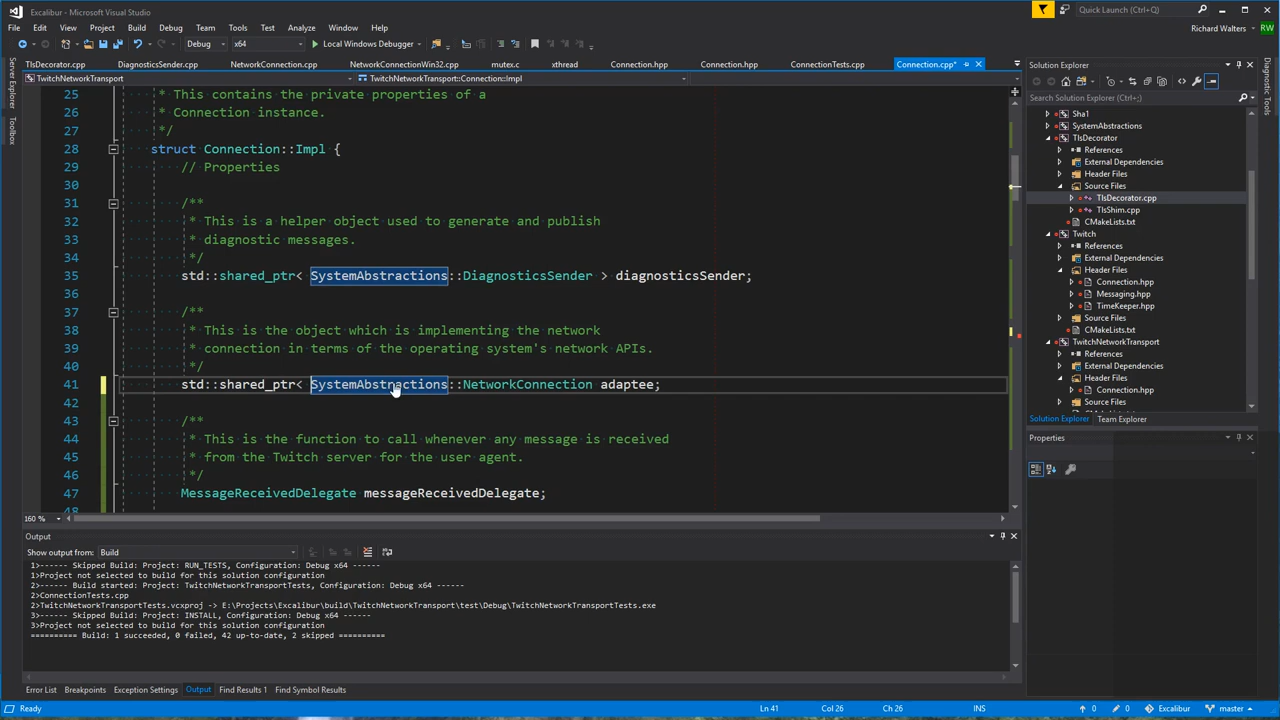 Excalibur - Microsoft Visual Studio
Quick Launch (Ctrl+Q)
File Edit View Project Build Debug Team Tools Test Analyze Window Help
Richard Walters RW
Debug x64 Local Windows Debugger
TlsDecorator.cpp DiagnosticsSender.cpp NetworkConnection.cpp NetworkConnectionWin32.cpp mutex.c xthread Connection.hpp Connection.hpp ConnectionTests.cpp Connection.cpp*
TwitchNetworkTransport TwitchNetworkTransport::Connection::Impl
Server Explorer
Toolbox
25 * This contains the private properties of a
26 * Connection instance.
27 */
28 struct Connection::Impl {
29 // Properties
30
31 /**
32 * This is a helper object used to generate and publish
33 * diagnostic messages.
34 */
35 std::shared_ptr< SystemAbstractions::DiagnosticsSender > diagnosticsSender;
36
37 /**
38 * This is the object which is implementing the network
39 * connection in terms of the operating system's network APIs.
40 */
41 std::shared_ptr< SystemAbstractions::NetworkConnection adaptee;
42
43 /**
44 * This is the function to call whenever any message is received
45 * from the Twitch server for the user agent.
46 */
47 MessageReceivedDelegate messageReceivedDelegate;
48
160 %
Solution Explorer
Search Solution Explorer (Ctrl+;)
Sha1
SystemAbstractions
TlsDecorator
References
External Dependencies
Header Files
Source Files
TlsDecorator.cpp
TlsShim.cpp
CMakeLists.txt
Twitch
References
External Dependencies
Header Files
Connection.hpp
Messaging.hpp
TimeKeeper.hpp
Source Files
CMakeLists.txt
TwitchNetworkTransport
References
External Dependencies
Header Files
Connection.hpp
Source Files
Solution Explorer Team Explorer
Properties
Diagnostic Tools
Output
Show output from: Build
1>------ Skipped Build: Project: RUN_TESTS, Configuration: Debug x64 ------
1>Project not selected to build for this solution configuration
2>------ Build started: Project: TwitchNetworkTransportTests, Configuration: Debug x64 ------
2>ConnectionTests.cpp
2>TwitchNetworkTransportTests.vcxproj -> E:\Projects\Excalibur\build\TwitchNetworkTransport\test\Debug\TwitchNetworkTransportTests.exe
3>------ Skipped Build: Project: INSTALL, Configuration: Debug x64 ------
3>Project not selected to build for this solution configuration
========== Build: 1 succeeded, 0 failed, 42 up-to-date, 2 skipped ==========
Error List Breakpoints Exception Settings Output Find Results 1 Find Symbol Results
Ready Ln 41 Col 26 Ch 26 INS 0 0 Excalibur master